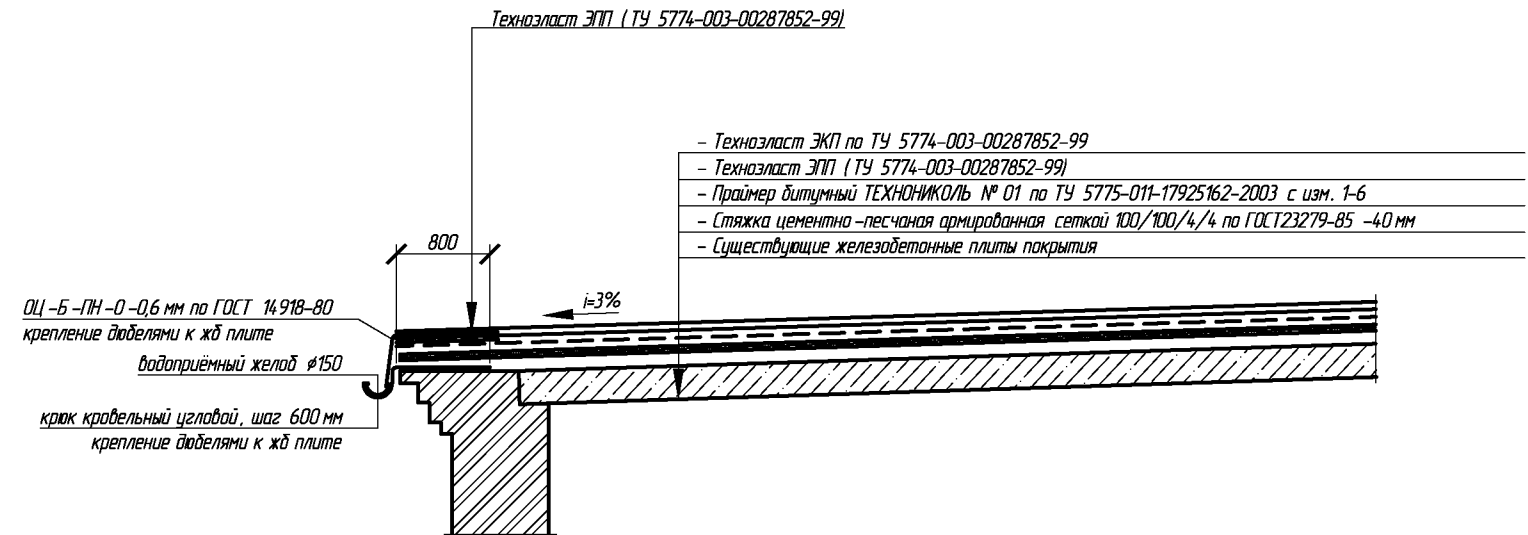 Техноэласт ЭПП ( ТУ 5774-003-00287852-99)
- Техноэласт ЭКП по ТУ 5774-003-00287852-99
- Техноэласт ЭПП ( ТУ 5774-003-00287852-99)
- Праймер битумный ТЕХНОНИКОЛЬ № 01 по ТУ 5775-011-17925162-2003 с изм. 1-6
- Стяжка цементно -песчаная армированная сеткой 100/100/4/4 по ГОСТ23279-85 -40 мм
- Существующие железобетонные плиты покрытия
800
i=3%
ОЦ -Б -ПН -О -0,6 мм по ГОСТ 14918-80
крепление дюбелями к жб плите
водоприёмный желоб ⌀150
крюк кровельный угловой, шаг 600 мм
крепление дюбелями к жб плите